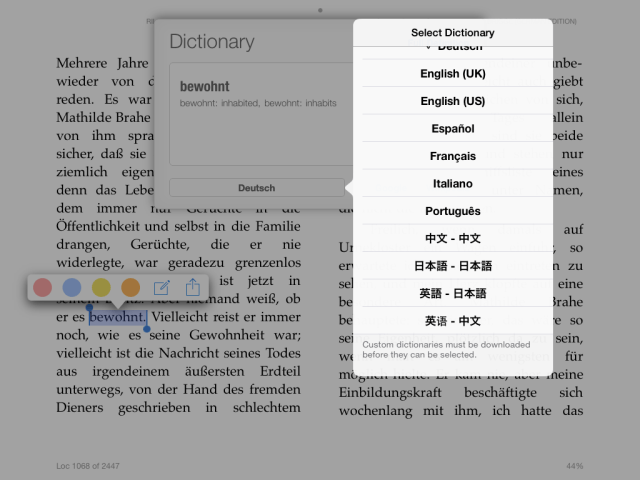 EDITION)
Dictionary
bewohnt
bewohnt: inhabited, bewohnt: inhabits
Deutsch
Select Dictionary
Deutsch
English (UK)
English (US)
Español
Français
Italiano
Português
中文 - 中文
日本語 - 日本語
英語 - 日本語
英语 - 中文
Custom dictionaries must be downloaded
before they can be selected.
Mehrere Jahre
wieder von
reden. Es war
Mathilde Brahe
von ihm
sicher, daß sie
ziemlich
denn das
dem immer nur Gerüchte in die
Öffentlichkeit und selbst in die Familie
drangen, Gerüchte, die er nie
widerlegte, war geradezu grenzenlos
ist jetzt in
niemand weiß, ob
er es bewohnt. Vielleicht reist er immer
noch, wie es seine Gewohnheit war;
vielleicht ist die Nachricht seines Todes
aus irgendeinem äußersten Erdteil
unterwegs, von der Hand des fremden
Dieners geschrieben in schlechtem
unbe-
giebt
sich,
allein
beide
nur
eines
auf
so
zu
eine
Brahe
so
sein,
für
meine
Einbildungskraft beschäftigte sich
wochenlang mit ihm, ich hatte das
Loc 1068 of 2447
44%